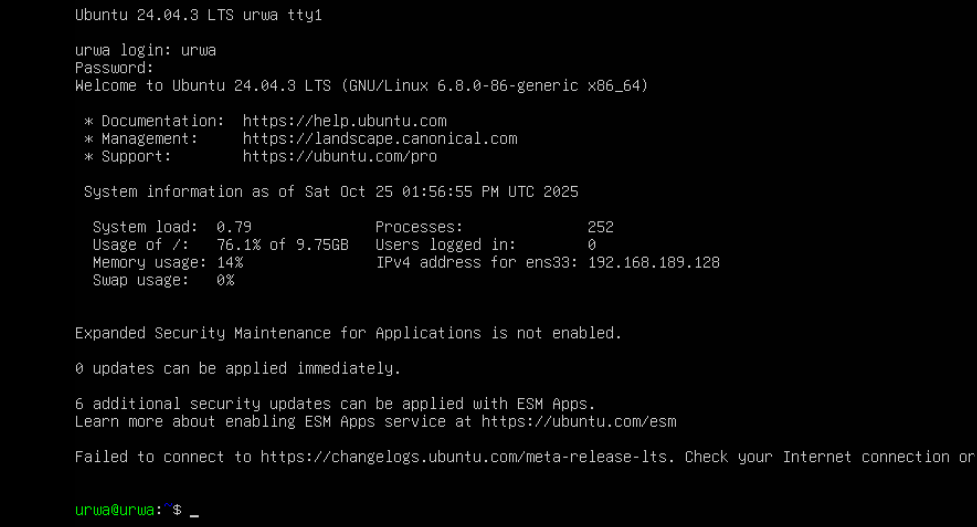 Ubuntu 24.04.3 LTS urwa tty1
urwa login: urwa
Password:
Welcome to Ubuntu 24.04.3 LTS (GNU/Linux 6.8.0-86-generic x86_64)
* Documentation:  https://help.ubuntu.com
* Management:     https://landscape.canonical.com
* Support:        https://ubuntu.com/pro
System information as of Sat Oct 25 01:56:55 PM UTC 2025
System load:  0.79               Processes:              252
Usage of /:   76.1% of 9.75GB   Users logged in:        0
Memory usage: 14%                IPv4 address for ens33: 192.168.189.128
Swap usage:   0%
Expanded Security Maintenance for Applications is not enabled.
0 updates can be applied immediately.
6 additional security updates can be applied with ESM Apps.
Learn more about enabling ESM Apps service at https://ubuntu.com/esm
Failed to connect to https://changelogs.ubuntu.com/meta-release-lts. Check your Internet connection or
urwa@urwa:~$ _